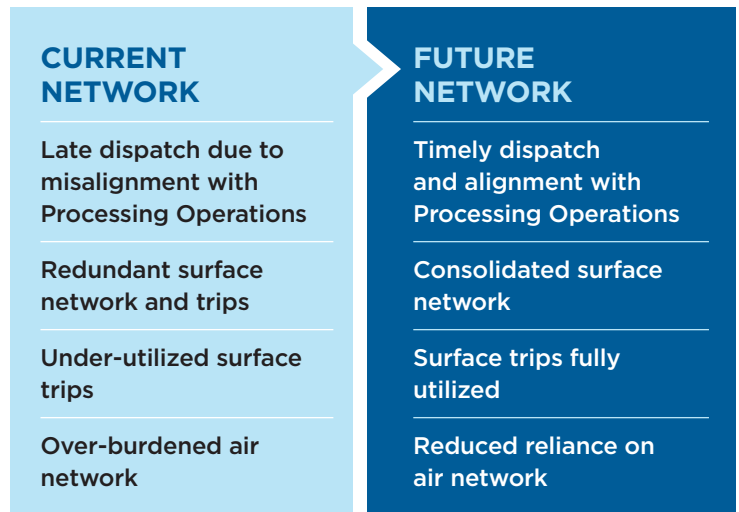 CURRENT
NETWORK
Late dispatch due to
misalignment with
Processing Operations
Redundant surface
network and trips
Under-utilized surface
trips
Over-burdened air
network
FUTURE
NETWORK
Timely dispatch
and alignment with
Processing Operations
Consolidated surface
network
Surface trips fully
utilized
Reduced reliance on
air network